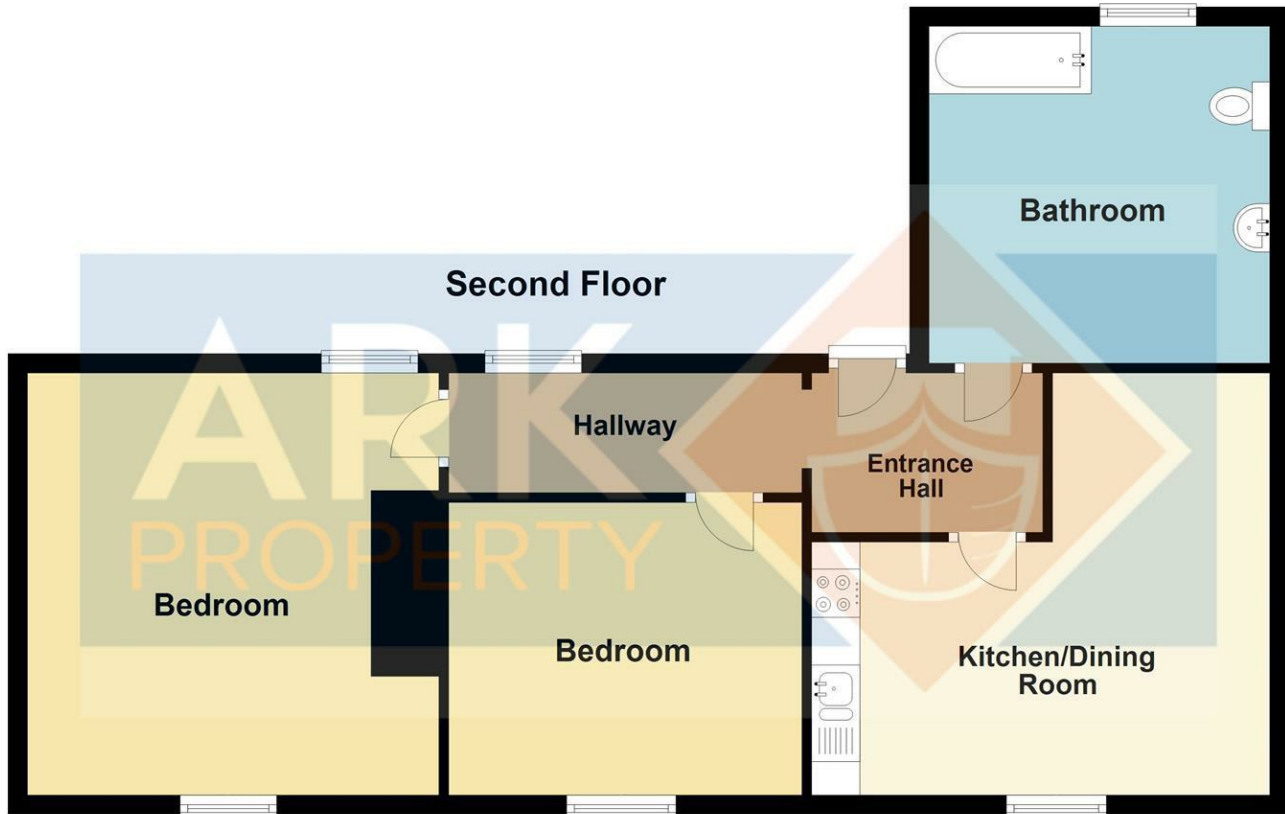 Bathroom
Second Floor
ARK
PROPERTY
Hallway
Entrance
Hall
Bedroom
Bedroom
Kitchen/Dining
Room